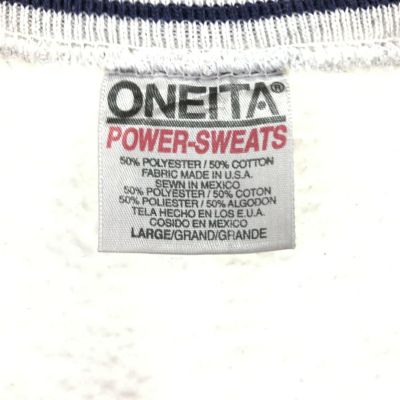 ONEITA®
POWER-SWEATS
50% POLYESTER / 50% COTTON
FABRIC MADE IN U.S.A.
SEWN IN MEXICO
50% POLYESTER / 50% COTON
50% POLIESTER / 50% ALGODON
TELA HECHO EN LOS E.U.A.
COSIDO EN MEXICO
LARGE/GRAND/GRANDE